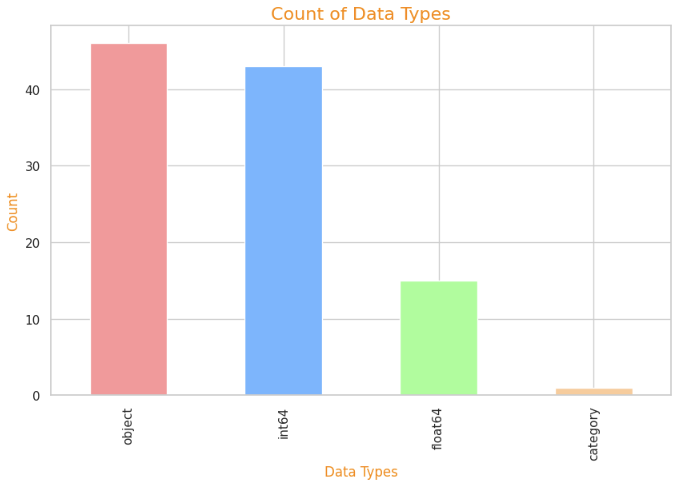 Count of Data Types
Count
40
30
20
10
0
object
int64
float64
category
Data Types